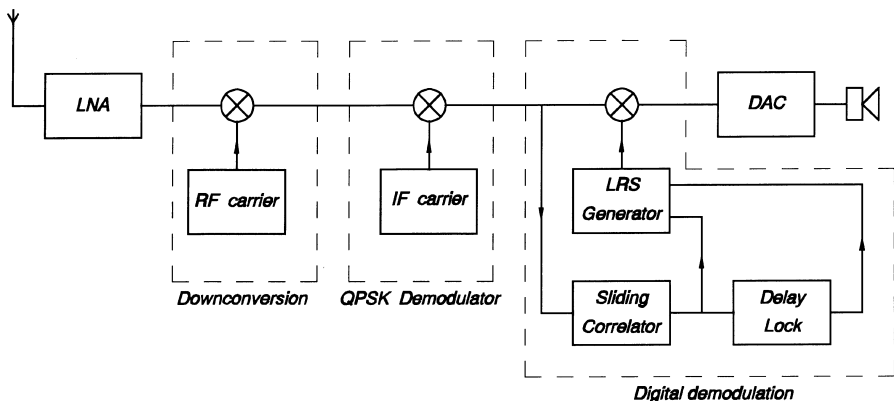 LNA
DAC
RF carrier
IF carrier
LRS
Generator
Downconversion
QPSK Demodulator
Sliding
Correlator
Delay
Lock
Digital demodulation